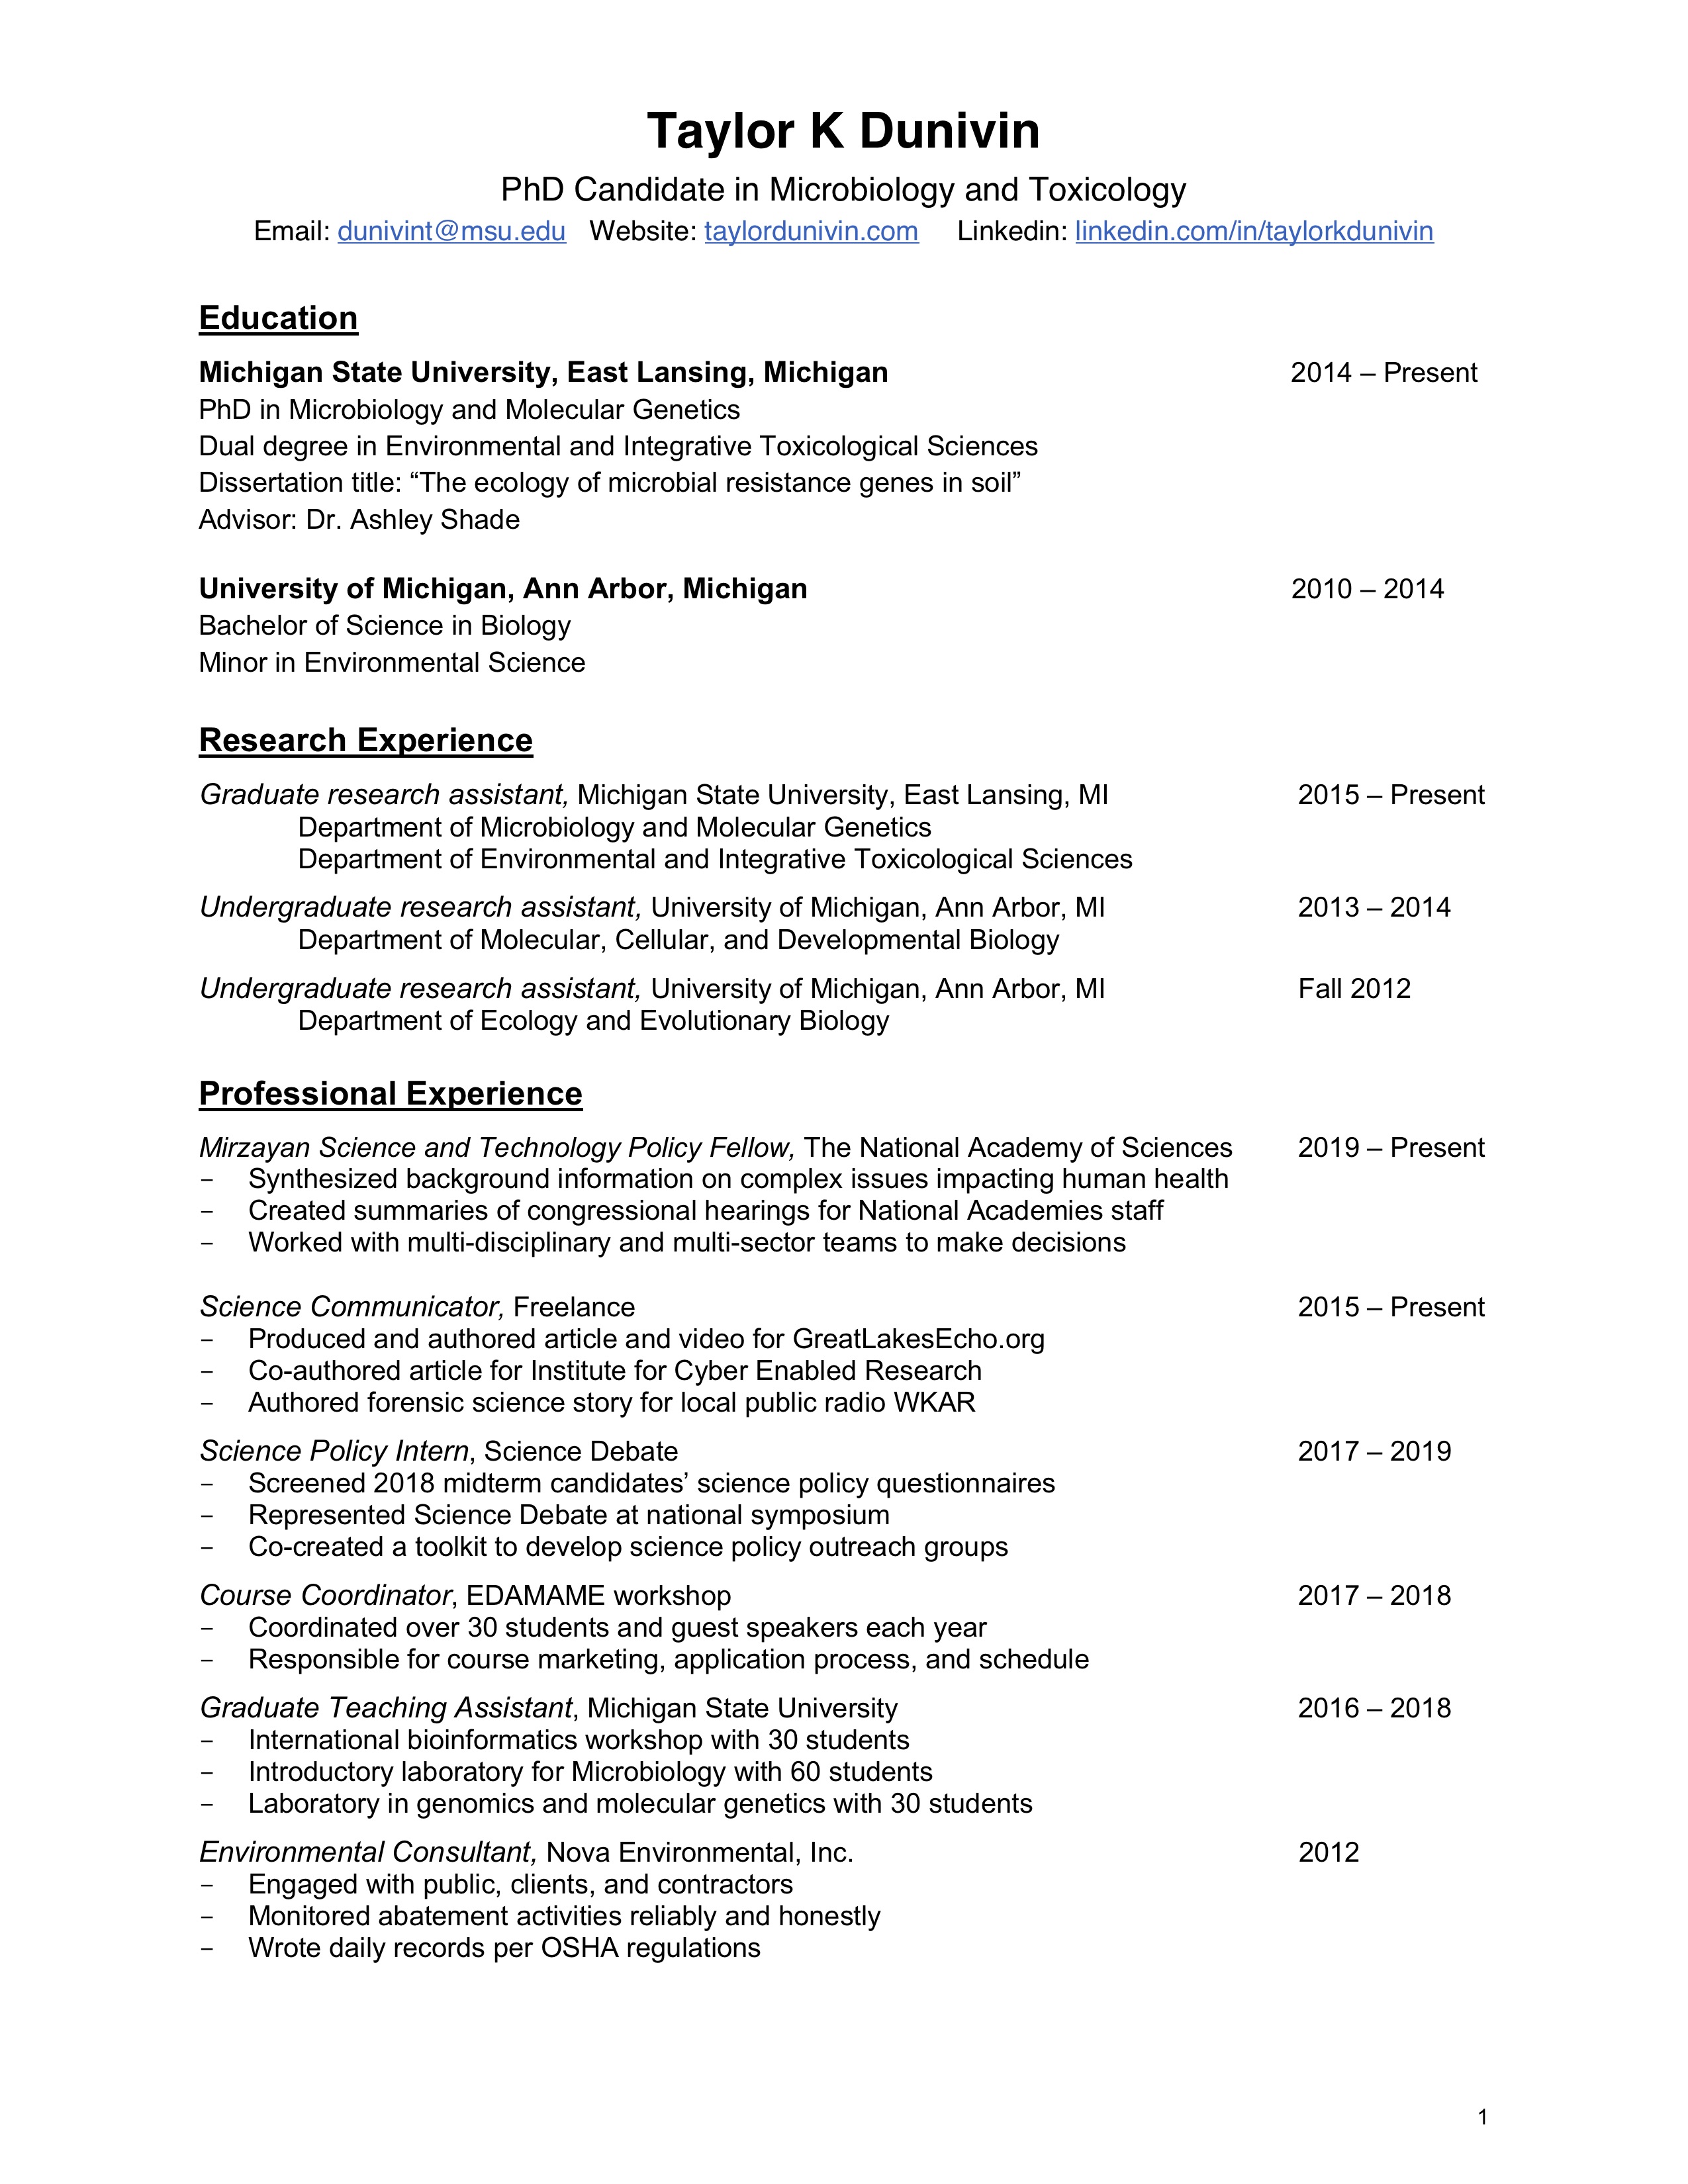 Taylor K Dunivin
PhD Candidate in Microbiology and Toxicology
Email: dunivint@msu.edu Website: taylordunivin.com Linkedin: linkedin.com/in/taylorkdunivin
Education
Michigan State University, East Lansing, Michigan 2014 – Present
PhD in Microbiology and Molecular Genetics
Dual degree in Environmental and Integrative Toxicological Sciences
Dissertation title: “The ecology of microbial resistance genes in soil”
Advisor: Dr. Ashley Shade
University of Michigan, Ann Arbor, Michigan 2010 – 2014
Bachelor of Science in Biology
Minor in Environmental Science
Research Experience
Graduate research assistant, Michigan State University, East Lansing, MI 2015 – Present
Department of Microbiology and Molecular Genetics
Department of Environmental and Integrative Toxicological Sciences
Undergraduate research assistant, University of Michigan, Ann Arbor, MI 2013 – 2014
Department of Molecular, Cellular, and Developmental Biology
Undergraduate research assistant, University of Michigan, Ann Arbor, MI Fall 2012
Department of Ecology and Evolutionary Biology
Professional Experience
Mirzayan Science and Technology Policy Fellow, The National Academy of Sciences 2019 – Present
- Synthesized background information on complex issues impacting human health
- Created summaries of congressional hearings for National Academies staff
- Worked with multi-disciplinary and multi-sector teams to make decisions
Science Communicator, Freelance 2015 – Present
- Produced and authored article and video for GreatLakesEcho.org
- Co-authored article for Institute for Cyber Enabled Research
- Authored forensic science story for local public radio WKAR
Science Policy Intern, Science Debate 2017 – 2019
- Screened 2018 midterm candidates’ science policy questionnaires
- Represented Science Debate at national symposium
- Co-created a toolkit to develop science policy outreach groups
Course Coordinator, EDAMAME workshop 2017 – 2018
- Coordinated over 30 students and guest speakers each year
- Responsible for course marketing, application process, and schedule
Graduate Teaching Assistant, Michigan State University 2016 – 2018
- International bioinformatics workshop with 30 students
- Introductory laboratory for Microbiology with 60 students
- Laboratory in genomics and molecular genetics with 30 students
Environmental Consultant, Nova Environmental, Inc. 2012
- Engaged with public, clients, and contractors
- Monitored abatement activities reliably and honestly
- Wrote daily records per OSHA regulations
1